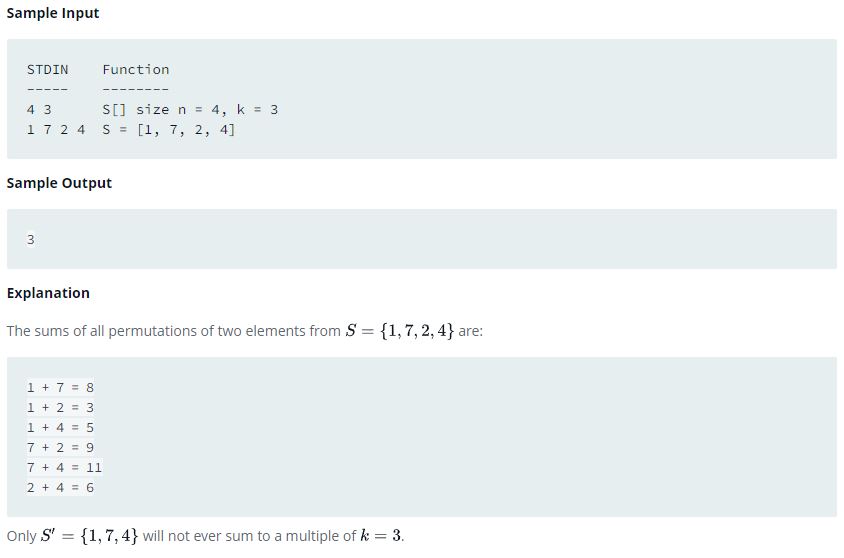 Sample Input
STDIN Function
----- --------
4 3 S[] size n = 4, k = 3
1 7 2 4 S = [1, 7, 2, 4]
Sample Output
3
Explanation
The sums of all permutations of two elements from S = {1, 7, 2, 4} are:
1 + 7 = 8
1 + 2 = 3
1 + 4 = 5
7 + 2 = 9
7 + 4 = 11
2 + 4 = 6
Only S′ = {1, 7, 4} will not ever sum to a multiple of k = 3.